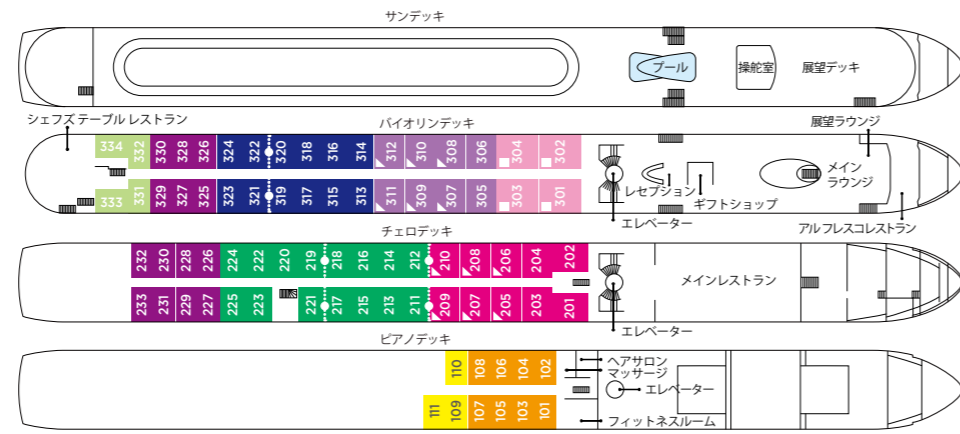 サンデッキ
プール
操舵室
展望デッキ
シェフズ テーブル レストラン
バイオリンデッキ
展望ラウンジ
334 332 330 328 326 324 322 320 318 316 314 312 310 308 306 304 302
333 331 329 327 325 323 321 319 317 315 313 311 309 307 305 303 301
メイン
ラウンジ
レセプション
ギフトショップ
エレベーター
アルフレスコレストラン
チェロデッキ
232 230 228 226 224 222 220 219 218 216 214 212 210 208 206 204 202
233 231 229 227 225 223 221 217 215 213 211 209 207 205 203 201
メインレストラン
エレベーター
ピアノデッキ
110 108 106 104 102
111 109 107 105 103 101
ヘアサロン
マッサージ
エレベーター
フィットネスルーム